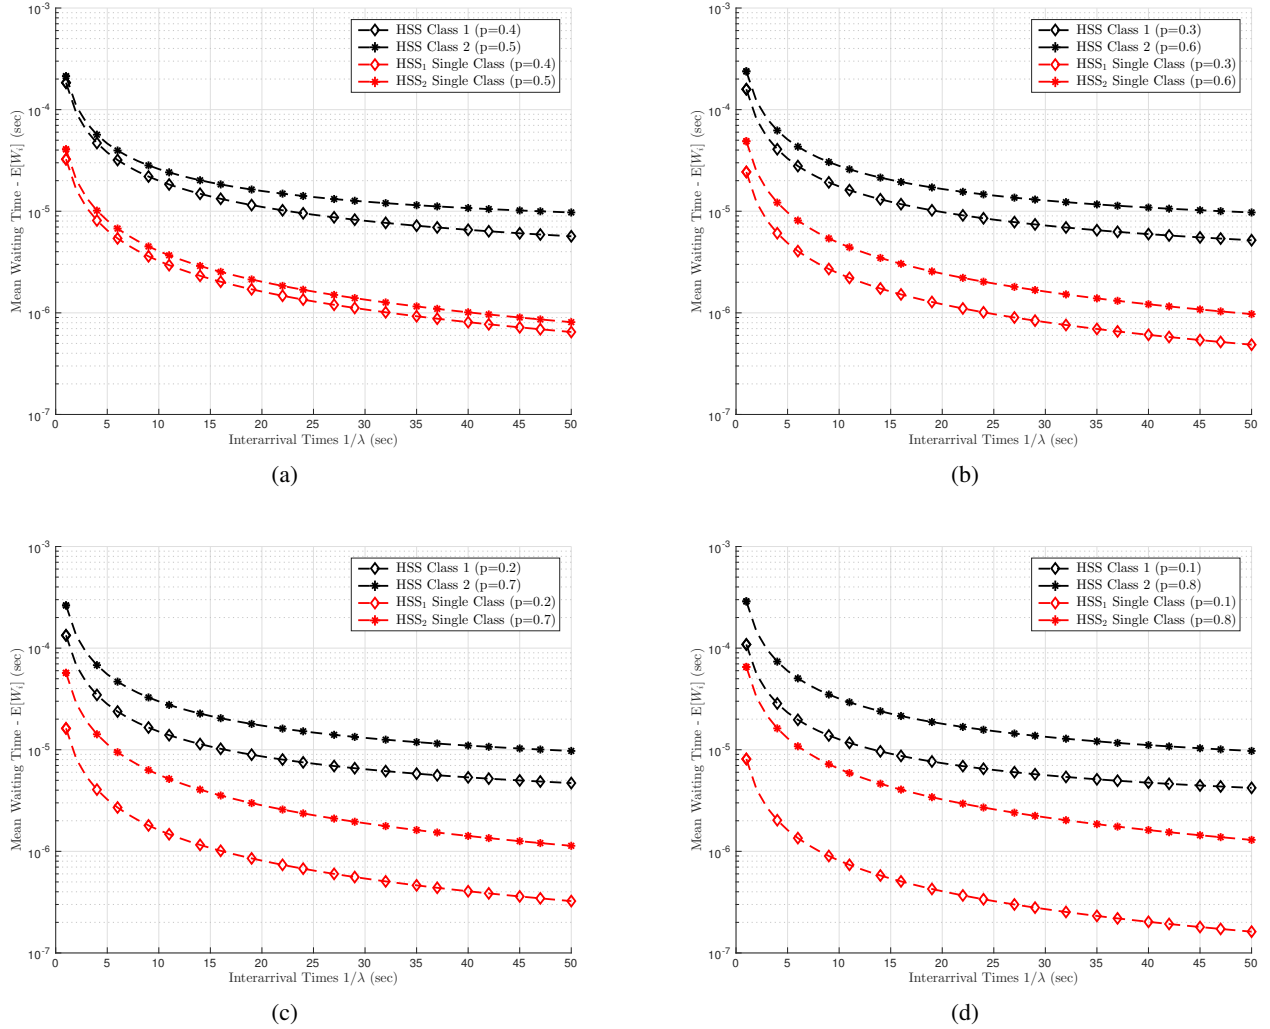 10^-3
10^-4
10^-5
10^-6
10^-7
Mean Waiting Time - E[W_i] (sec)
HSS Class 1 (p=0.4)
HSS Class 2 (p=0.5)
HSS₁ Single Class (p=0.4)
HSS₂ Single Class (p=0.5)
0 5 10 15 20 25 30 35 40 45 50
Interarrival Times 1/λ (sec)
(a)
10^-3
10^-4
10^-5
10^-6
10^-7
Mean Waiting Time - E[W_i] (sec)
HSS Class 1 (p=0.3)
HSS Class 2 (p=0.6)
HSS₁ Single Class (p=0.3)
HSS₂ Single Class (p=0.6)
0 5 10 15 20 25 30 35 40 45 50
Interarrival Times 1/λ (sec)
(b)
10^-3
10^-4
10^-5
10^-6
10^-7
Mean Waiting Time - E[W_i] (sec)
HSS Class 1 (p=0.2)
HSS Class 2 (p=0.7)
HSS₁ Single Class (p=0.2)
HSS₂ Single Class (p=0.7)
0 5 10 15 20 25 30 35 40 45 50
Interarrival Times 1/λ (sec)
(c)
10^-3
10^-4
10^-5
10^-6
10^-7
Mean Waiting Time - E[W_i] (sec)
HSS Class 1 (p=0.1)
HSS Class 2 (p=0.8)
HSS₁ Single Class (p=0.1)
HSS₂ Single Class (p=0.8)
0 5 10 15 20 25 30 35 40 45 50
Interarrival Times 1/λ (sec)
(d)